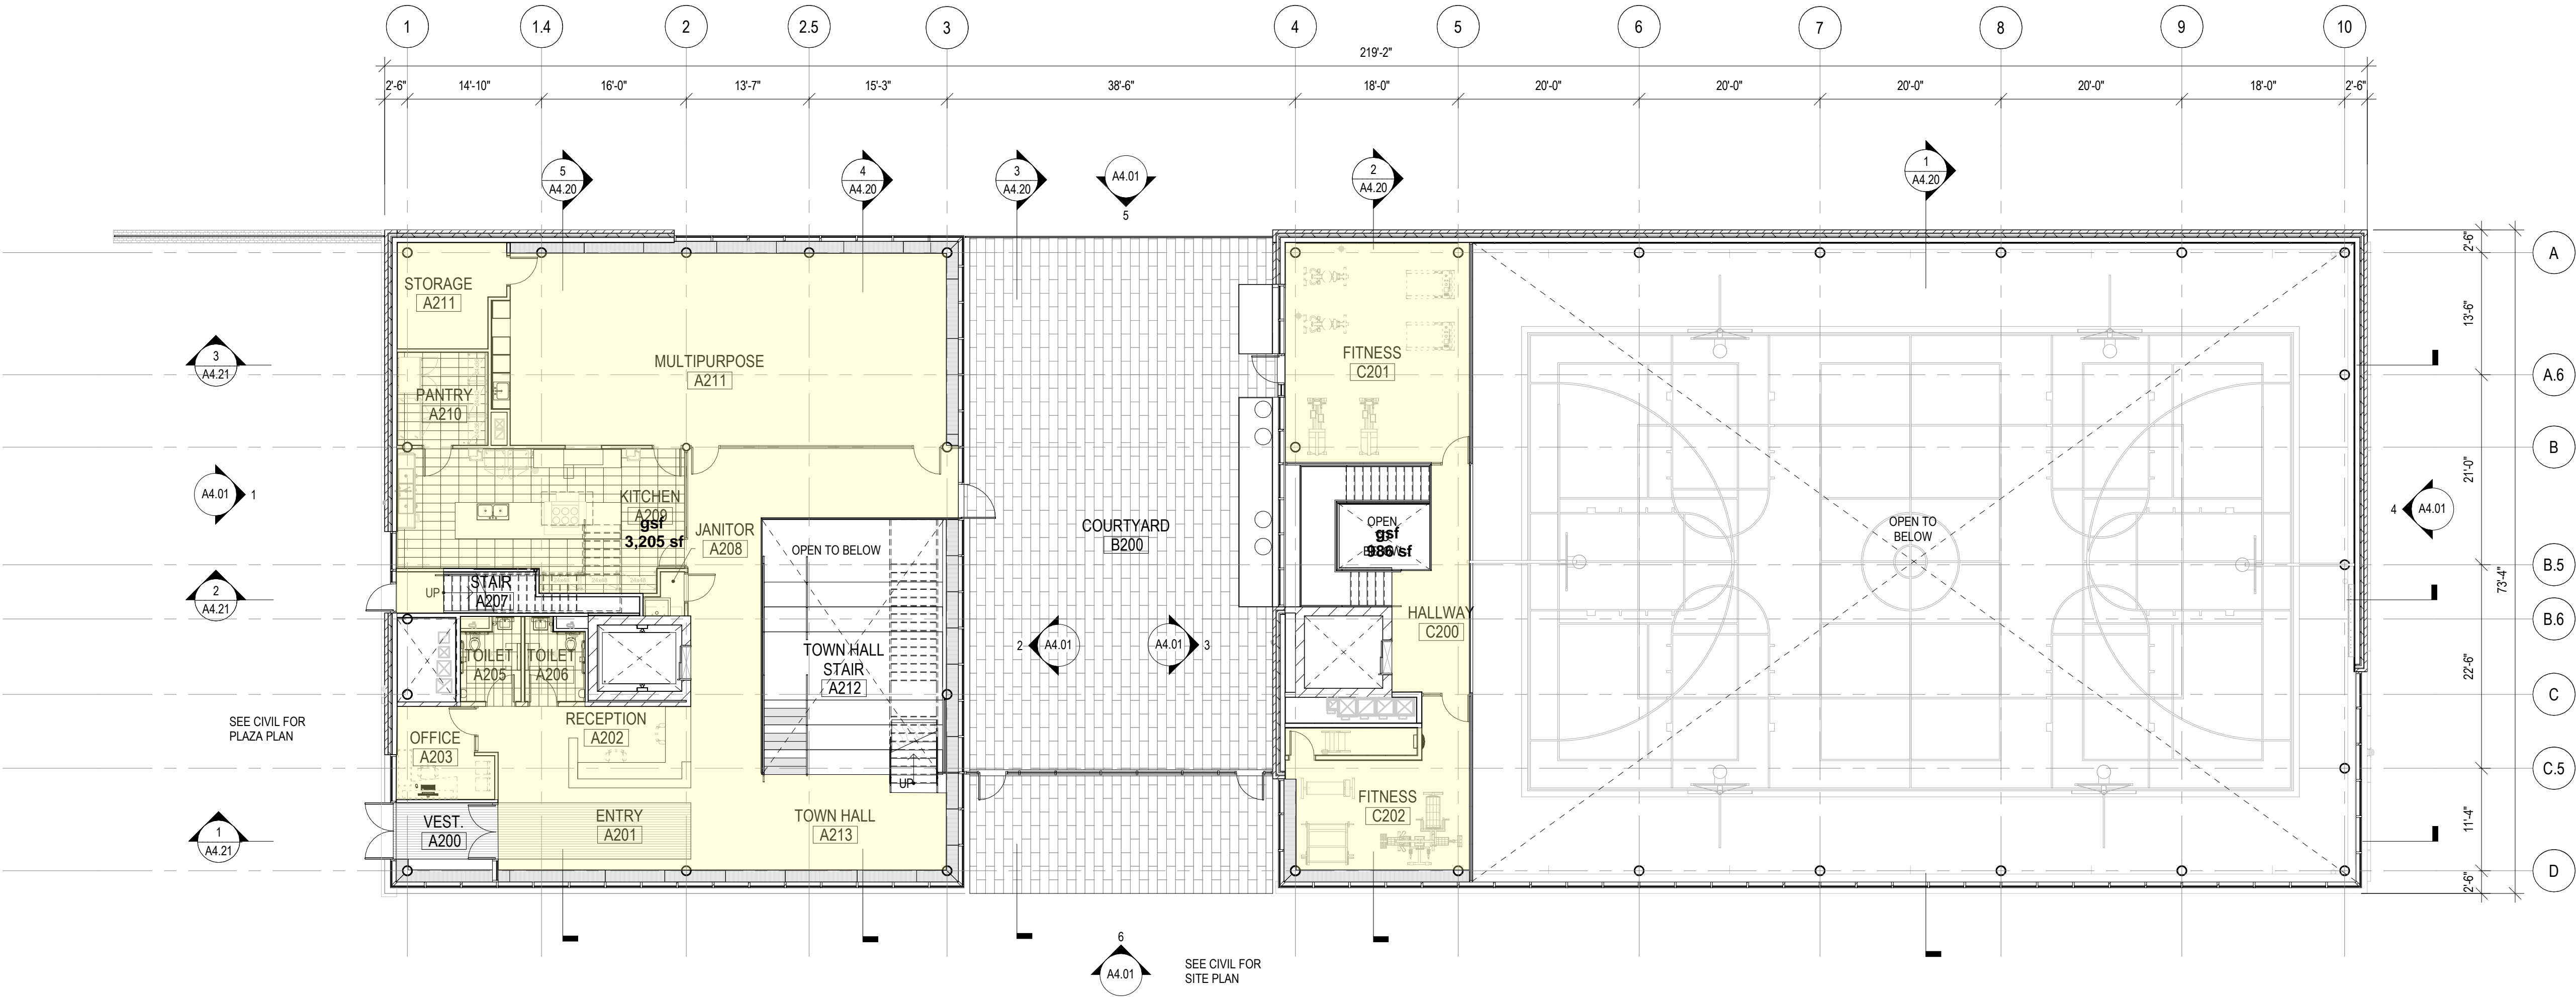 1 1.4 2 2.5 3 4 5 6 7 8 9 10
219'-2"
2'-6" 14'-10" 16'-0" 13'-7" 15'-3" 38'-6" 18'-0" 20'-0" 20'-0" 20'-0" 20'-0" 18'-0" 2'-6"
5
A4.20
4
A4.20
3
A4.20
A4.01
5
2
A4.20
1
A4.20
A
A.6
B
B.5
B.6
C
C.5
D
2'-6"
13'-6"
21'-0"
22'-6"
11'-4"
2'-6"
73'-4"
3
A4.21
A4.01 1
2
A4.21
1
A4.21
SEE CIVIL FOR
PLAZA PLAN
STORAGE
A211
PANTRY
A210
MULTIPURPOSE
A211
KITCHEN
A209
gsf
3,205 sf
JANITOR
A208
OPEN TO BELOW
STAIR
A207
UP
24x48 24x48
TOILET
A205
TOILET
A206
TOWN HALL
STAIR
A212
RECEPTION
A202
OFFICE
A203
UP
VEST.
A200
ENTRY
A201
TOWN HALL
A213
COURTYARD
B200
2 A4.01
A4.01 3
FITNESS
C201
OPEN
gsf
986 sf
HALLWAY
C200
FITNESS
C202
OPEN TO
BELOW
4 A4.01
6
A4.01
SEE CIVIL FOR
SITE PLAN